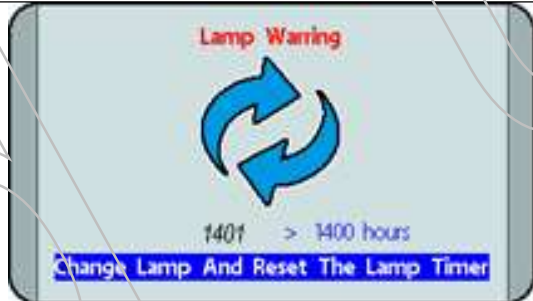 Lamp Warring
1401 > 1400 hours
Change Lamp And Reset The Lamp Timer